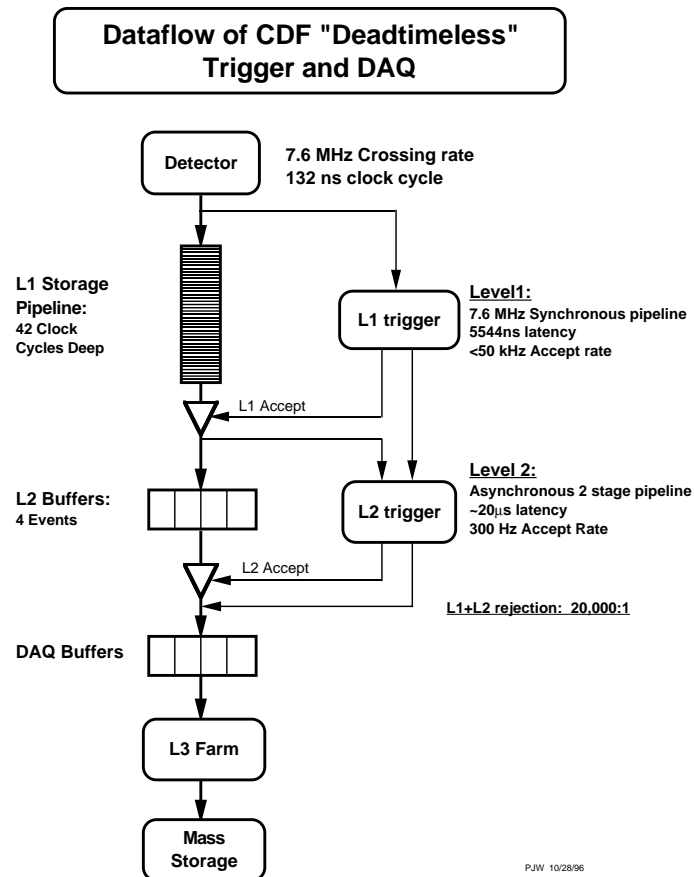 Dataflow of CDF "Deadtimeless"
Trigger and DAQ
Detector
7.6 MHz Crossing rate
132 ns clock cycle
L1 Storage
Pipeline:
42 Clock
Cycles Deep
L1 trigger
Level1:
7.6 MHz Synchronous pipeline
5544ns latency
<50 kHz Accept rate
L1 Accept
L2 Buffers:
4 Events
L2 trigger
Level 2:
Asynchronous 2 stage pipeline
~20μs latency
300 Hz Accept Rate
L2 Accept
L1+L2 rejection: 20,000:1
DAQ Buffers
L3 Farm
Mass
Storage
PJW 10/28/96